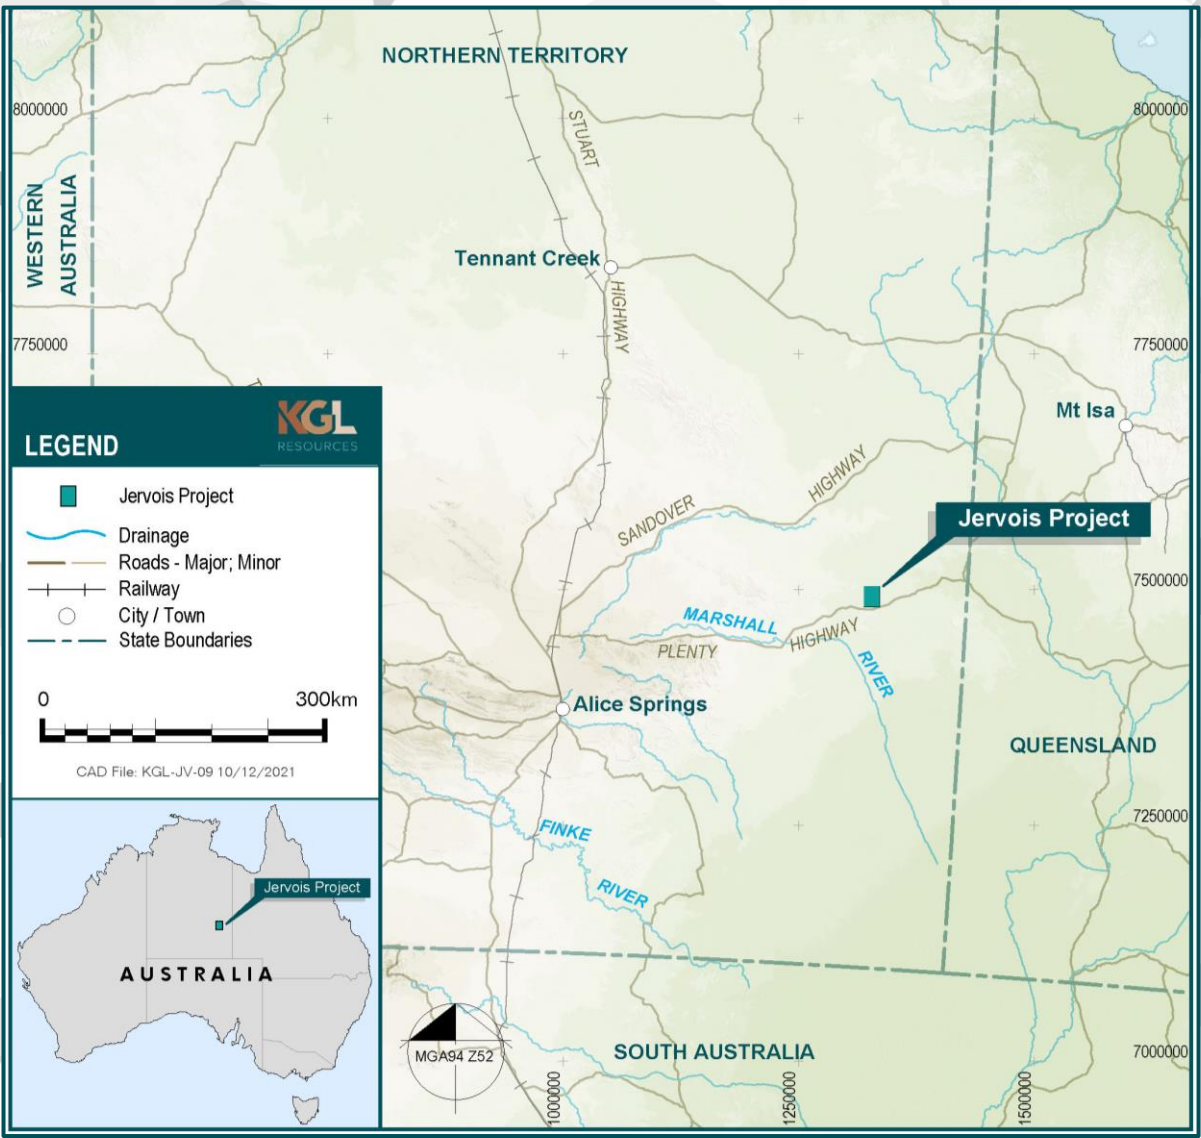 NORTHERN TERRITORY
8000000
8000000
STUART
WESTERN
AUSTRALIA
Tennant Creek
HIGHWAY
7750000
7750000
Mt Isa
KGL
RESOURCES
LEGEND
Jervois Project
Drainage
Roads - Major; Minor
Railway
City / Town
State Boundaries
0 300km
CAD File: KGL-JV-09 10/12/2021
HIGHWAY
SANDOVER
Jervois Project
7500000
MARSHALL
HIGHWAY
PLENTY
RIVER
Alice Springs
QUEENSLAND
7250000
FINKE
RIVER
Jervois Project
AUSTRALIA
MGA94 Z52
SOUTH AUSTRALIA
7000000
1000000
1250000
1500000